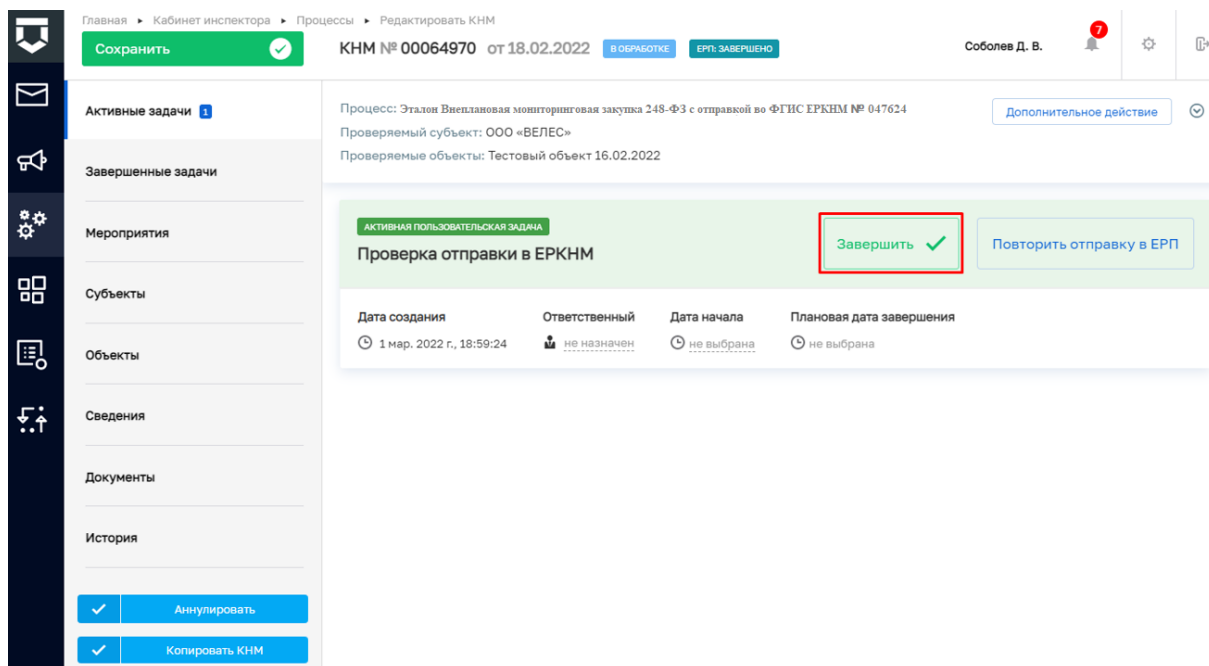 Главная ▸ Кабинет инспектора ▸ Процессы ▸ Редактировать КНМ
Сохранить
КНМ № 00064970 от 18.02.2022 В ОБРАБОТКЕ ЕРП: ЗАВЕРШЕНО
Соболев Д. В.
7
Активные задачи 1
Завершенные задачи
Мероприятия
Субъекты
Объекты
Сведения
Документы
История
Аннулировать
Копировать КНМ
Процесс: Эталон Внеплановая мониторинговая закупка 248-ФЗ с отправкой во ФГИС ЕРКНМ № 047624
Дополнительное действие
Проверяемый субъект: ООО «ВЕЛЕС»
Проверяемые объекты: Тестовый объект 16.02.2022
АКТИВНАЯ ПОЛЬЗОВАТЕЛЬСКАЯ ЗАДАЧА
Проверка отправки в ЕРКНМ
Завершить
Повторить отправку в ЕРП
Дата создания Ответственный Дата начала Плановая дата завершения
1 мар. 2022 г., 18:59:24 не назначен не выбрана не выбрана